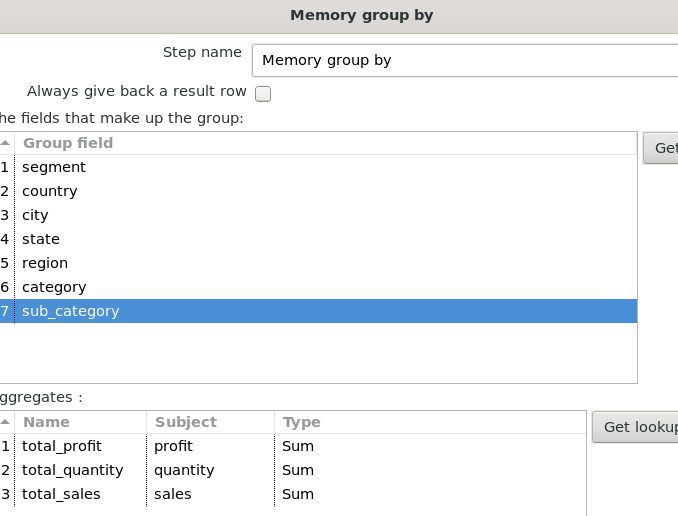 Memory group by
Step name Memory group by
Always give back a result row
he fields that make up the group:
Group field
Get
1 segment
2 country
3 city
4 state
5 region
6 category
7 sub_category
ggregates :
Name Subject Type
Get lookup
1 total_profit profit Sum
2 total_quantity quantity Sum
3 total_sales sales Sum